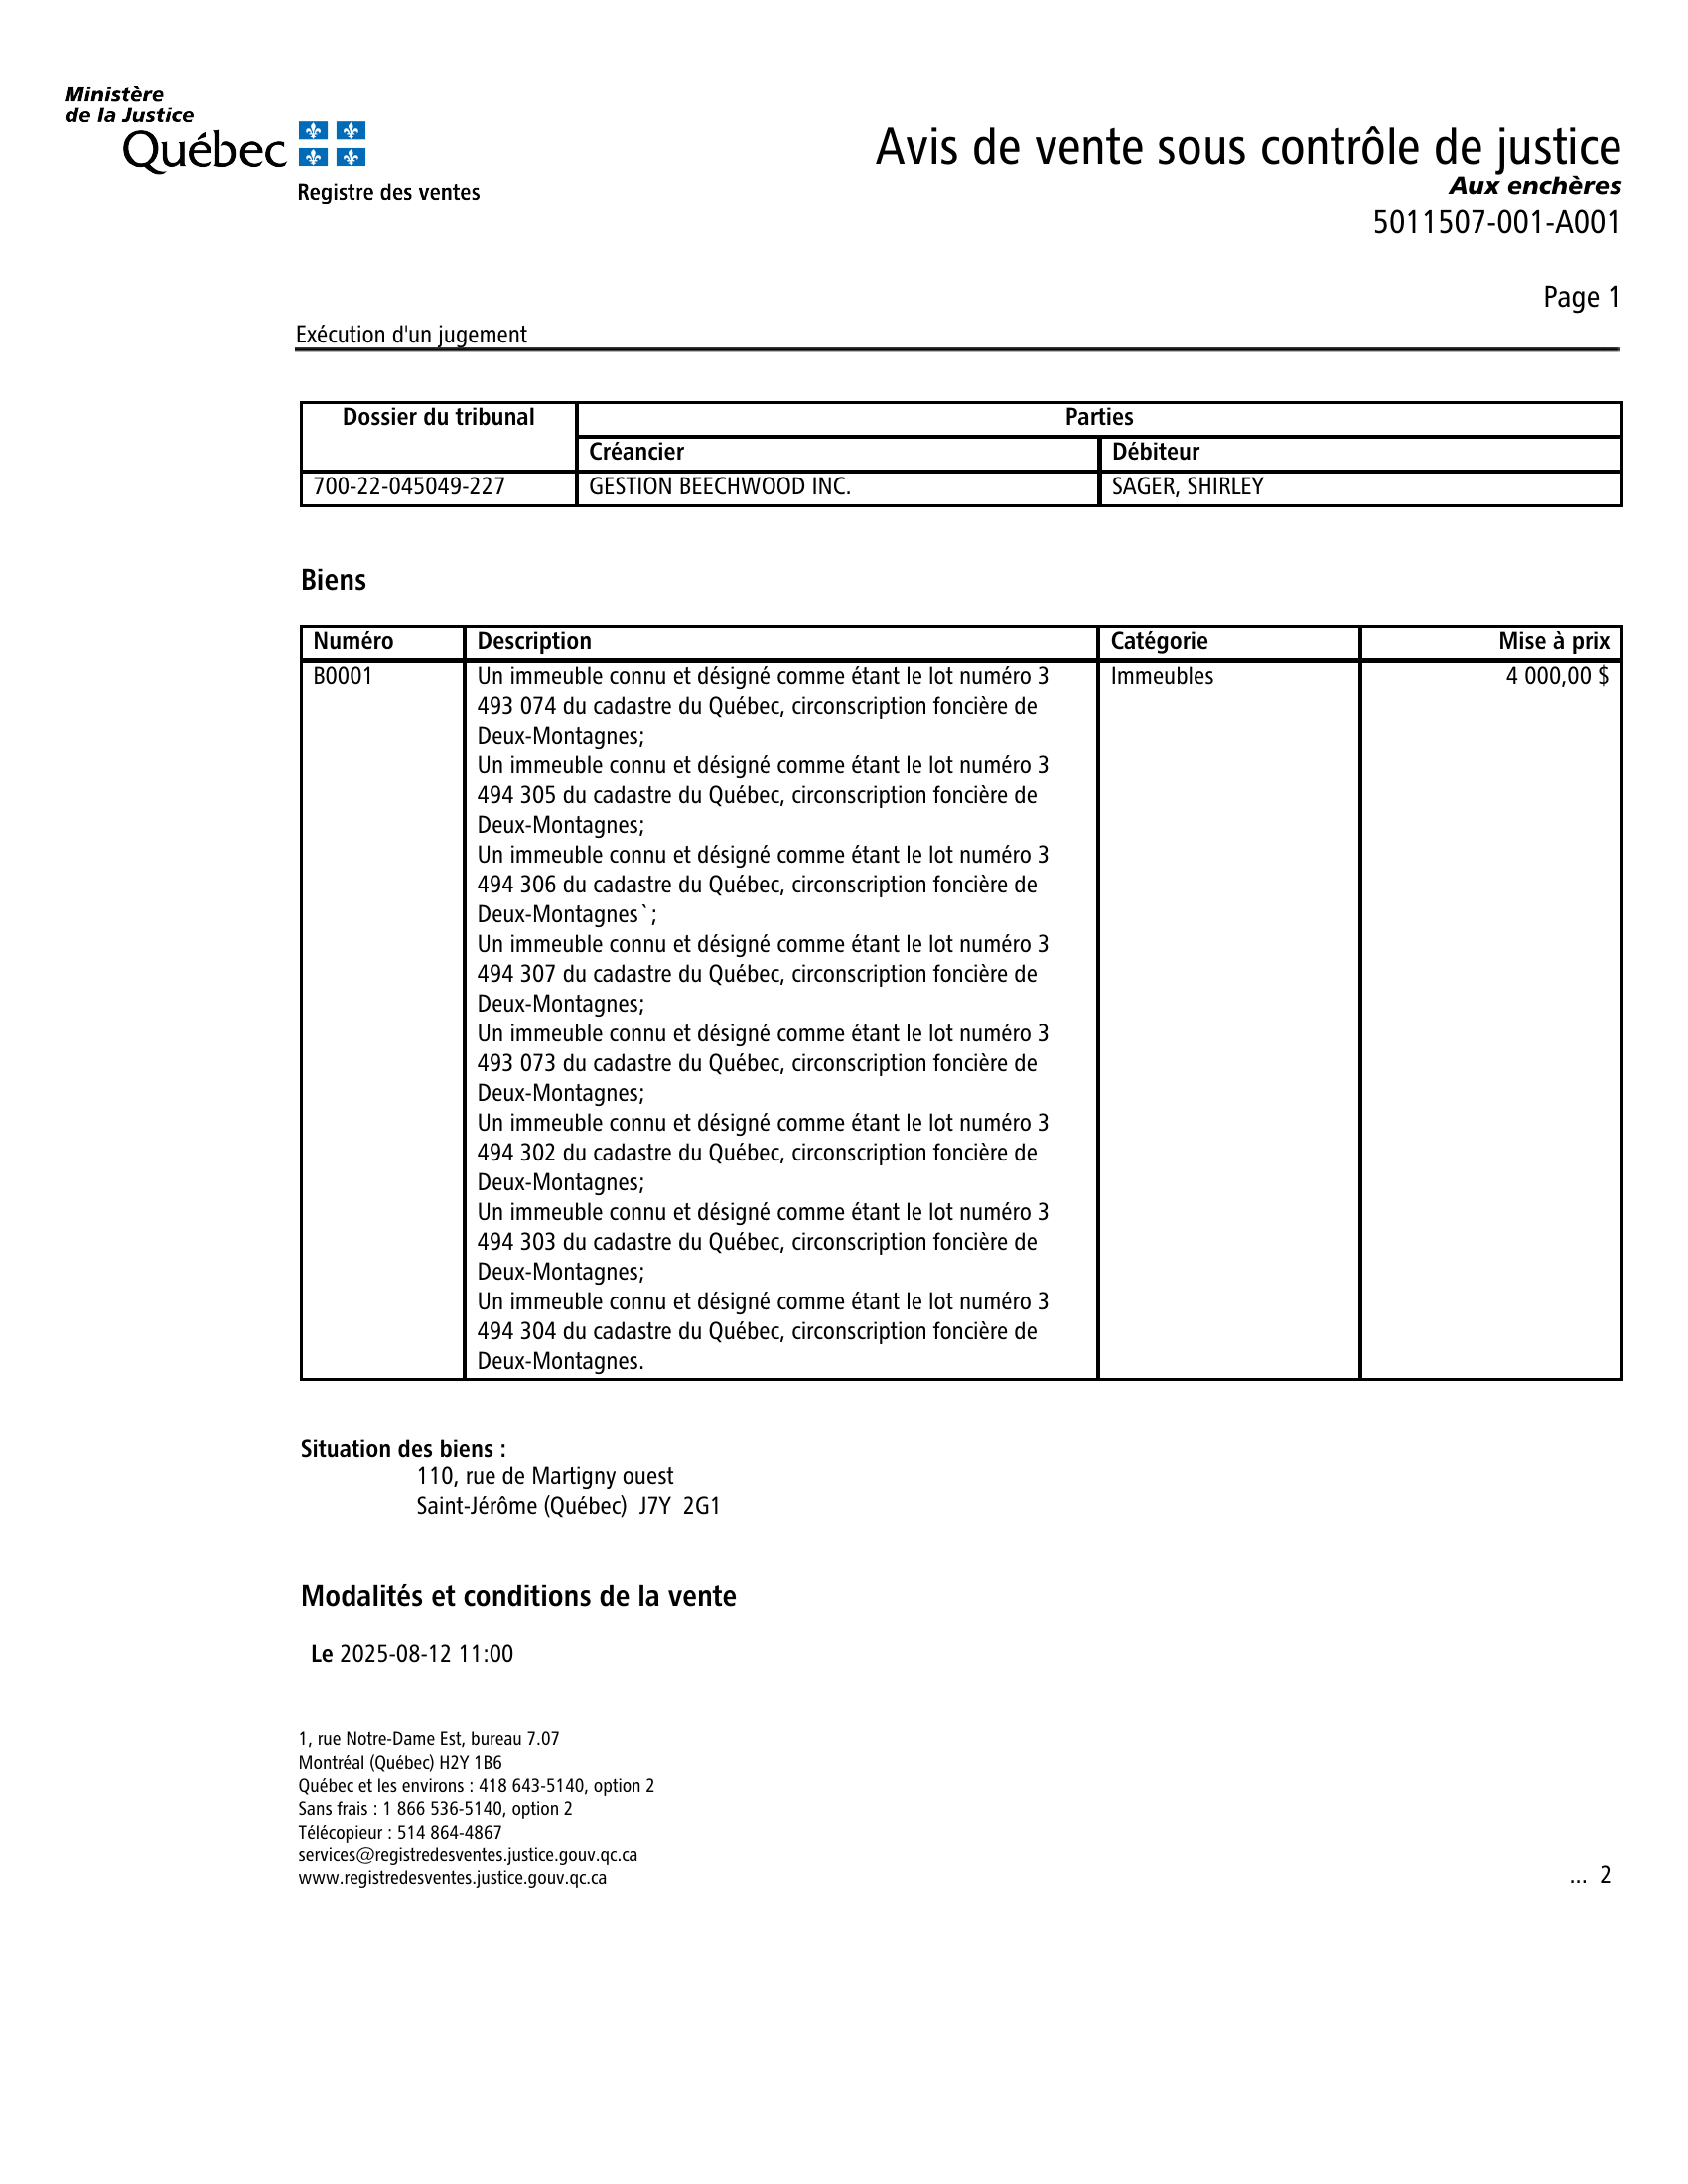 Ministère
de la Justice
Québec
Registre des ventes
Avis de vente sous contrôle de justice
Aux enchères
5011507-001-A001
Page 1
Exécution d'un jugement
Dossier du tribunal
Parties
Créancier
Débiteur
700-22-045049-227
GESTION BEECHWOOD INC.
SAGER, SHIRLEY
Biens
Numéro
Description
Catégorie
Mise à prix
B0001
Un immeuble connu et désigné comme étant le lot numéro 3
493 074 du cadastre du Québec, circonscription foncière de
Deux-Montagnes;
Un immeuble connu et désigné comme étant le lot numéro 3
494 305 du cadastre du Québec, circonscription foncière de
Deux-Montagnes;
Un immeuble connu et désigné comme étant le lot numéro 3
494 306 du cadastre du Québec, circonscription foncière de
Deux-Montagnes`;
Un immeuble connu et désigné comme étant le lot numéro 3
494 307 du cadastre du Québec, circonscription foncière de
Deux-Montagnes;
Un immeuble connu et désigné comme étant le lot numéro 3
493 073 du cadastre du Québec, circonscription foncière de
Deux-Montagnes;
Un immeuble connu et désigné comme étant le lot numéro 3
494 302 du cadastre du Québec, circonscription foncière de
Deux-Montagnes;
Un immeuble connu et désigné comme étant le lot numéro 3
494 303 du cadastre du Québec, circonscription foncière de
Deux-Montagnes;
Un immeuble connu et désigné comme étant le lot numéro 3
494 304 du cadastre du Québec, circonscription foncière de
Deux-Montagnes.
Immeubles
4 000,00 $
Situation des biens :
110, rue de Martigny ouest
Saint-Jérôme (Québec) J7Y 2G1
Modalités et conditions de la vente
Le 2025-08-12 11:00
1, rue Notre-Dame Est, bureau 7.07
Montréal (Québec) H2Y 1B6
Québec et les environs : 418 643-5140, option 2
Sans frais : 1 866 536-5140, option 2
Télécopieur : 514 864-4867
services@registredesventes.justice.gouv.qc.ca
www.registredesventes.justice.gouv.qc.ca
... 2